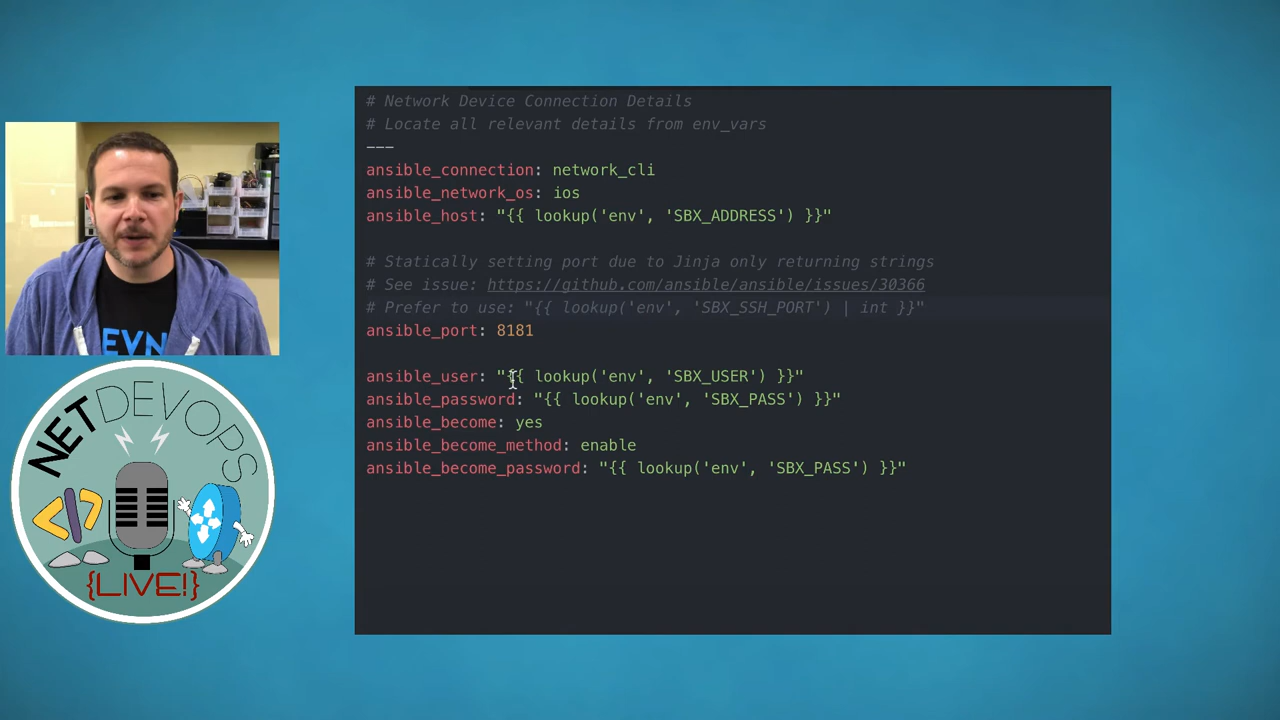 # Network Device Connection Details
# Locate all relevant details from env_vars
---
ansible_connection: network_cli
ansible_network_os: ios
ansible_host: "{{ lookup('env', 'SBX_ADDRESS') }}"
# Statically setting port due to Jinja only returning strings
# See issue: https://github.com/ansible/ansible/issues/30366
# Prefer to use: "{{ lookup('env', 'SBX_SSH_PORT') | int }}"
ansible_port: 8181
ansible_user: "{{ lookup('env', 'SBX_USER') }}"
ansible_password: "{{ lookup('env', 'SBX_PASS') }}"
ansible_become: yes
ansible_become_method: enable
ansible_become_password: "{{ lookup('env', 'SBX_PASS') }}"
EVN
NETDEVOPS
</>
{LIVE!}